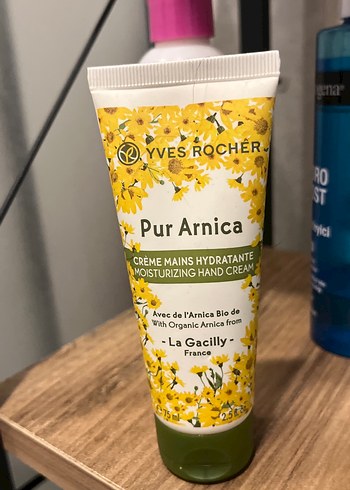 YVES ROCHER
Pur Arnica
CRÈME MAINS HYDRATANTE
MOISTURIZING HAND CREAM
Avec de l'Arnica Bio de
With Organic Arnica from
- La Gacilly -
France